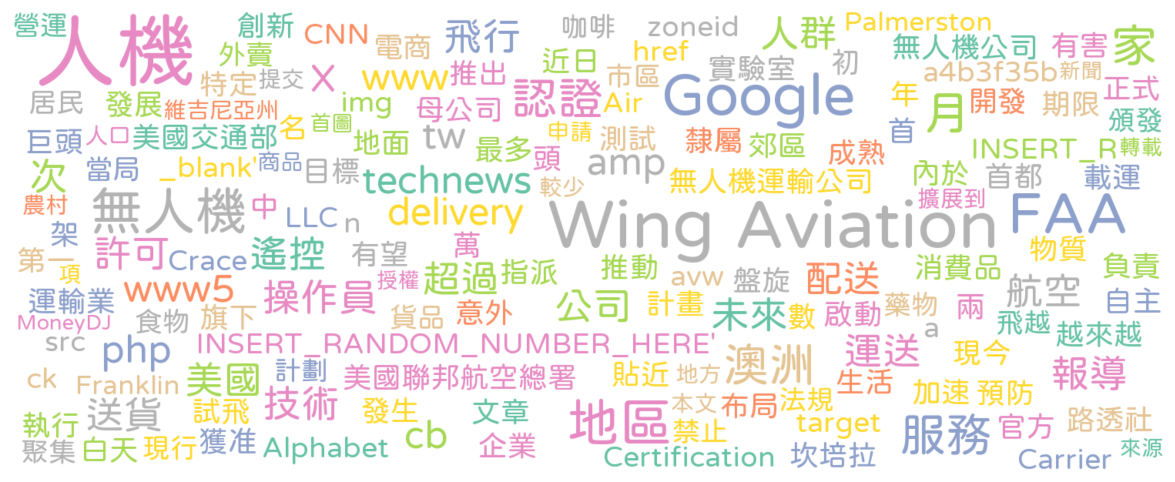 營運 人機 創新 CNN 電商 飛行 咖啡 zoneid 人群 Palmerston
外賣 近日 href 無人機公司 有害 家
特定 提交 X www 推出 認證 市區 實驗室 初 a4b3f35b 新聞
居民 發展 維吉尼亞州 img 母公司 Air Google 年 月 開發 期限 正式
巨頭 人口 美國交通部 名 首圖 地面 tw 最多 申請 測試 隸屬 郊區 成熟 首 頒發
次 當局 _blank' 商品 目標 technews 頭 較少 amp 無人機運輸公司 INSERT_R 轉載
農村 無人機 中 LLC n delivery Wing Aviation 內於 擴展到 首都 FAA 載運
架 許可 Crace 遙控 有望 萬 物質
第一 項 www5 授權 超過 指派 推動 avw 盤旋 配送 消費品 航空 負責
運輸業 操作員 公司 計畫 未來 數 啟動 藥物 兩 自主
MoneyDJ 食物 旗下 貨品 意外 a 飛越 越來越
src php INSERT_RANDOM_NUMBER_HERE' 澳洲 運送 現今
ck Franklin 美國 計劃 美國聯邦航空總署 貼近 地方 生活 加速 預防 報導
執行 送貨 試飛 技術 發生 文章 地區 本文 布局 法規 target 服務 官方 路透社
聚集 白天 現行 獲准 Alphabet cb 企業 禁止 Certification 坎培拉 Carrier 來源